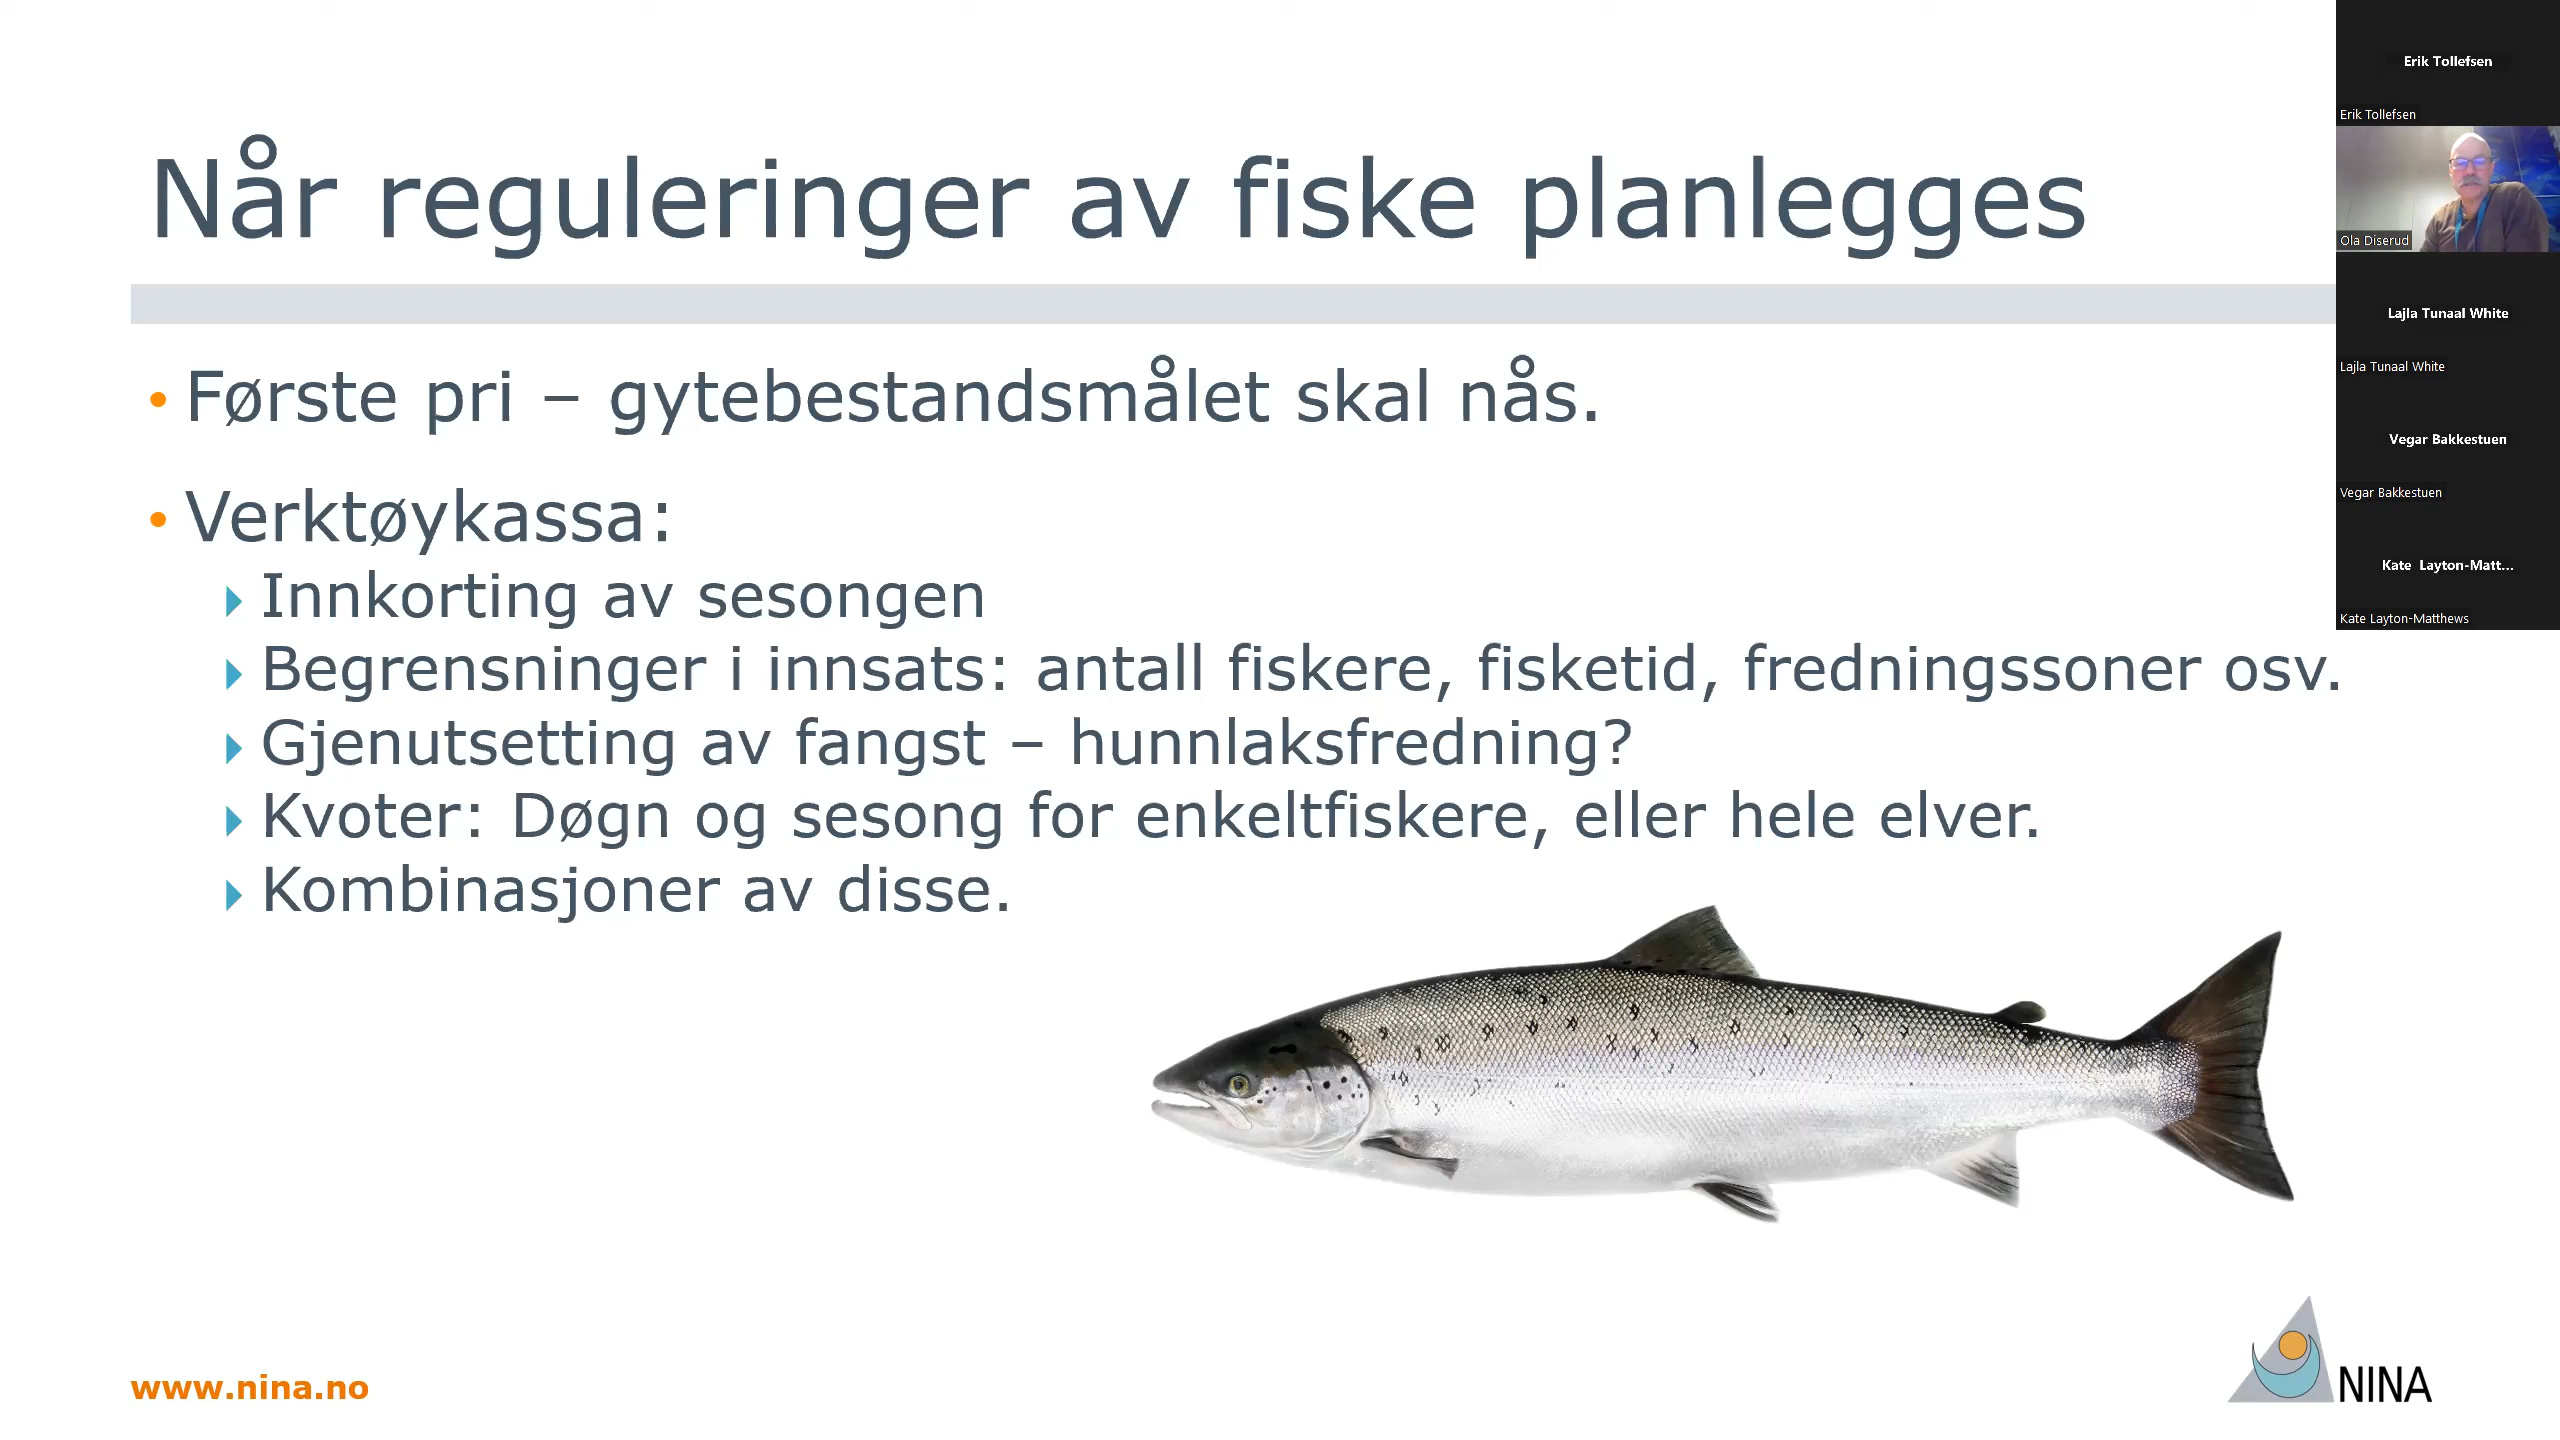 Når reguleringer av fiske planlegges
• Første pri – gytebestandsmålet skal nås.
• Verktøykassa:
Innkorting av sesongen
Begrensninger i innsats: antall fiskere, fisketid, fredningssoner osv.
Gjenutsetting av fangst – hunnlaksfredning?
Kvoter: Døgn og sesong for enkeltfiskere, eller hele elver.
Kombinasjoner av disse.
www.nina.no
NINA
Erik Tollefsen
Erik Tollefsen
Ola Diserud
Lajla Tunaal White
Lajla Tunaal White
Vegar Bakkestuen
Vegar Bakkestuen
Kate Layton-Matt...
Kate Layton-Matthews